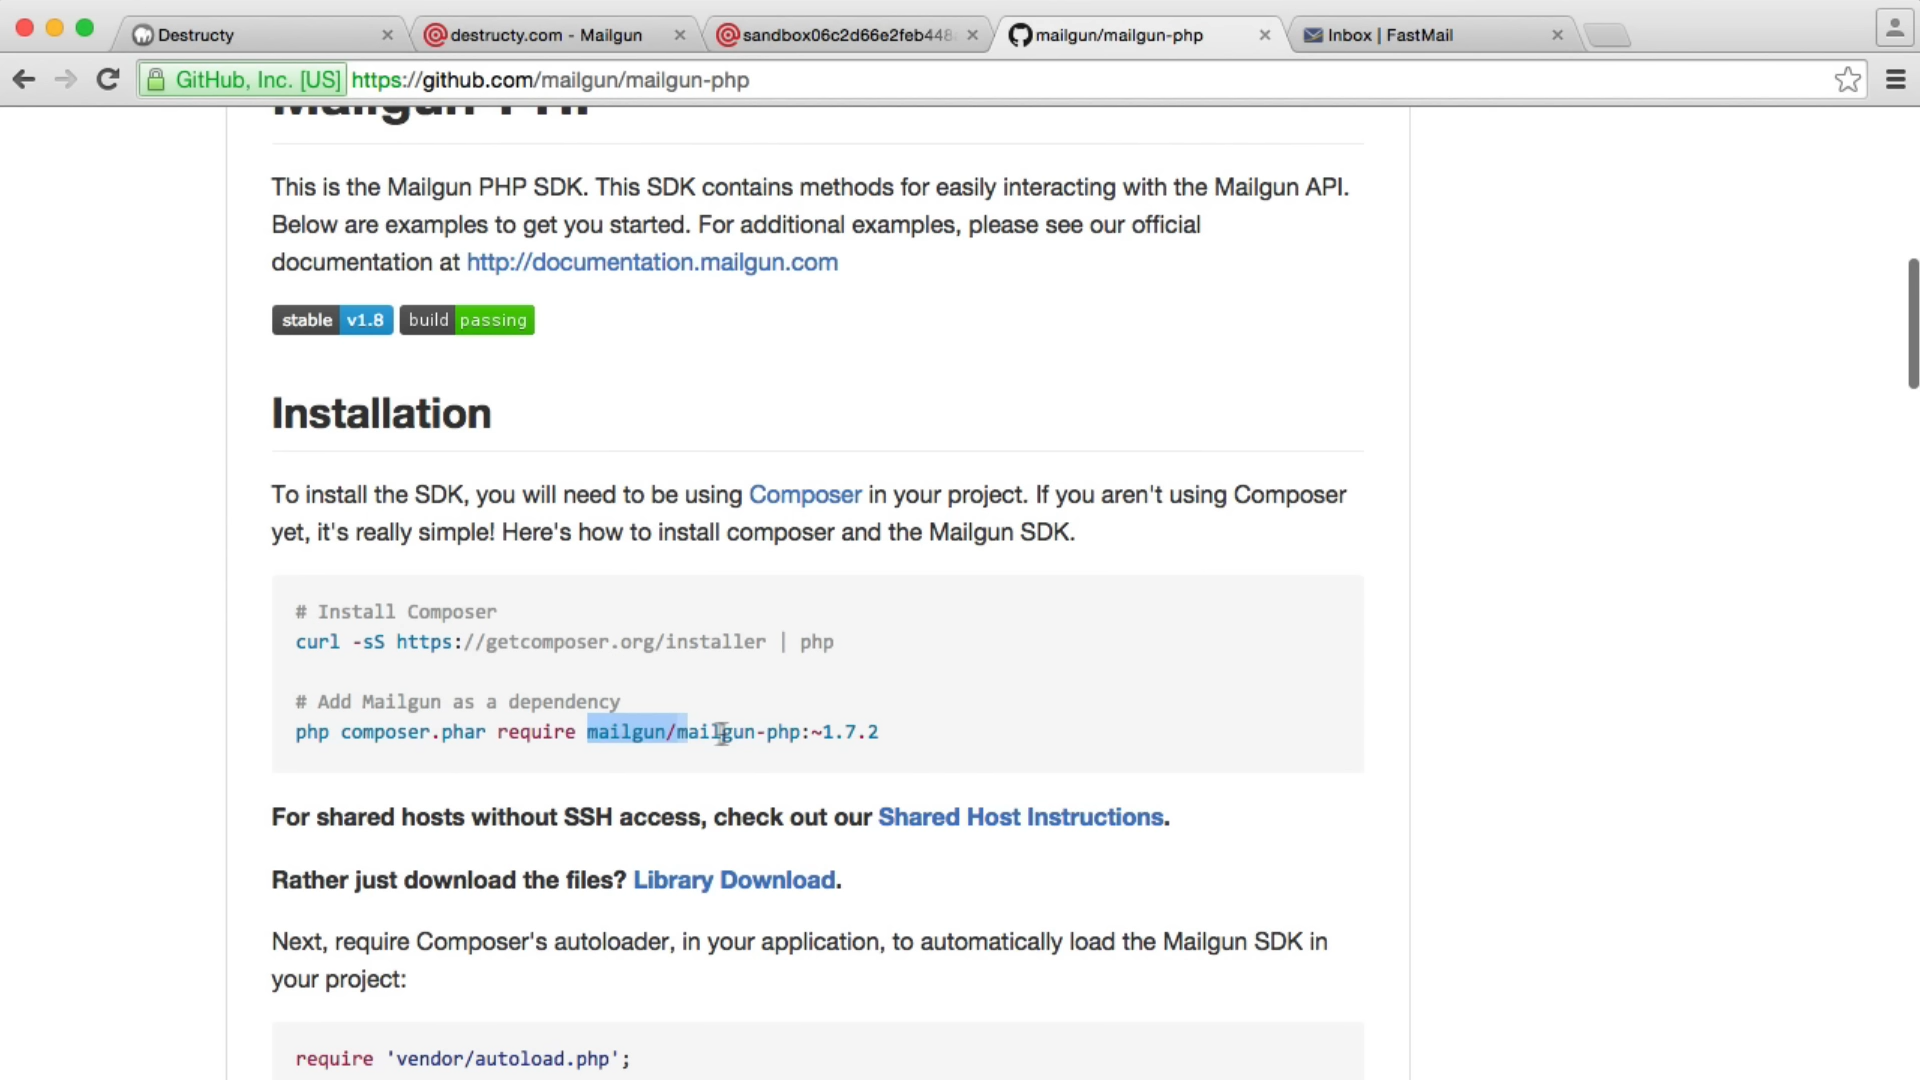 Destructy
destructy.com - Mailgun
sandbox06c2d66e2feb448
mailgun/mailgun-php
Inbox | FastMail
GitHub, Inc. [US] https://github.com/mailgun/mailgun-php
Mailgun PHP
This is the Mailgun PHP SDK. This SDK contains methods for easily interacting with the Mailgun API.
Below are examples to get you started. For additional examples, please see our official
documentation at http://documentation.mailgun.com
stable v1.8 build passing
Installation
To install the SDK, you will need to be using Composer in your project. If you aren't using Composer
yet, it's really simple! Here's how to install composer and the Mailgun SDK.
# Install Composer
curl -sS https://getcomposer.org/installer | php
# Add Mailgun as a dependency
php composer.phar require mailgun/mailgun-php:~1.7.2
For shared hosts without SSH access, check out our Shared Host Instructions.
Rather just download the files? Library Download.
Next, require Composer's autoloader, in your application, to automatically load the Mailgun SDK in
your project:
require 'vendor/autoload.php';